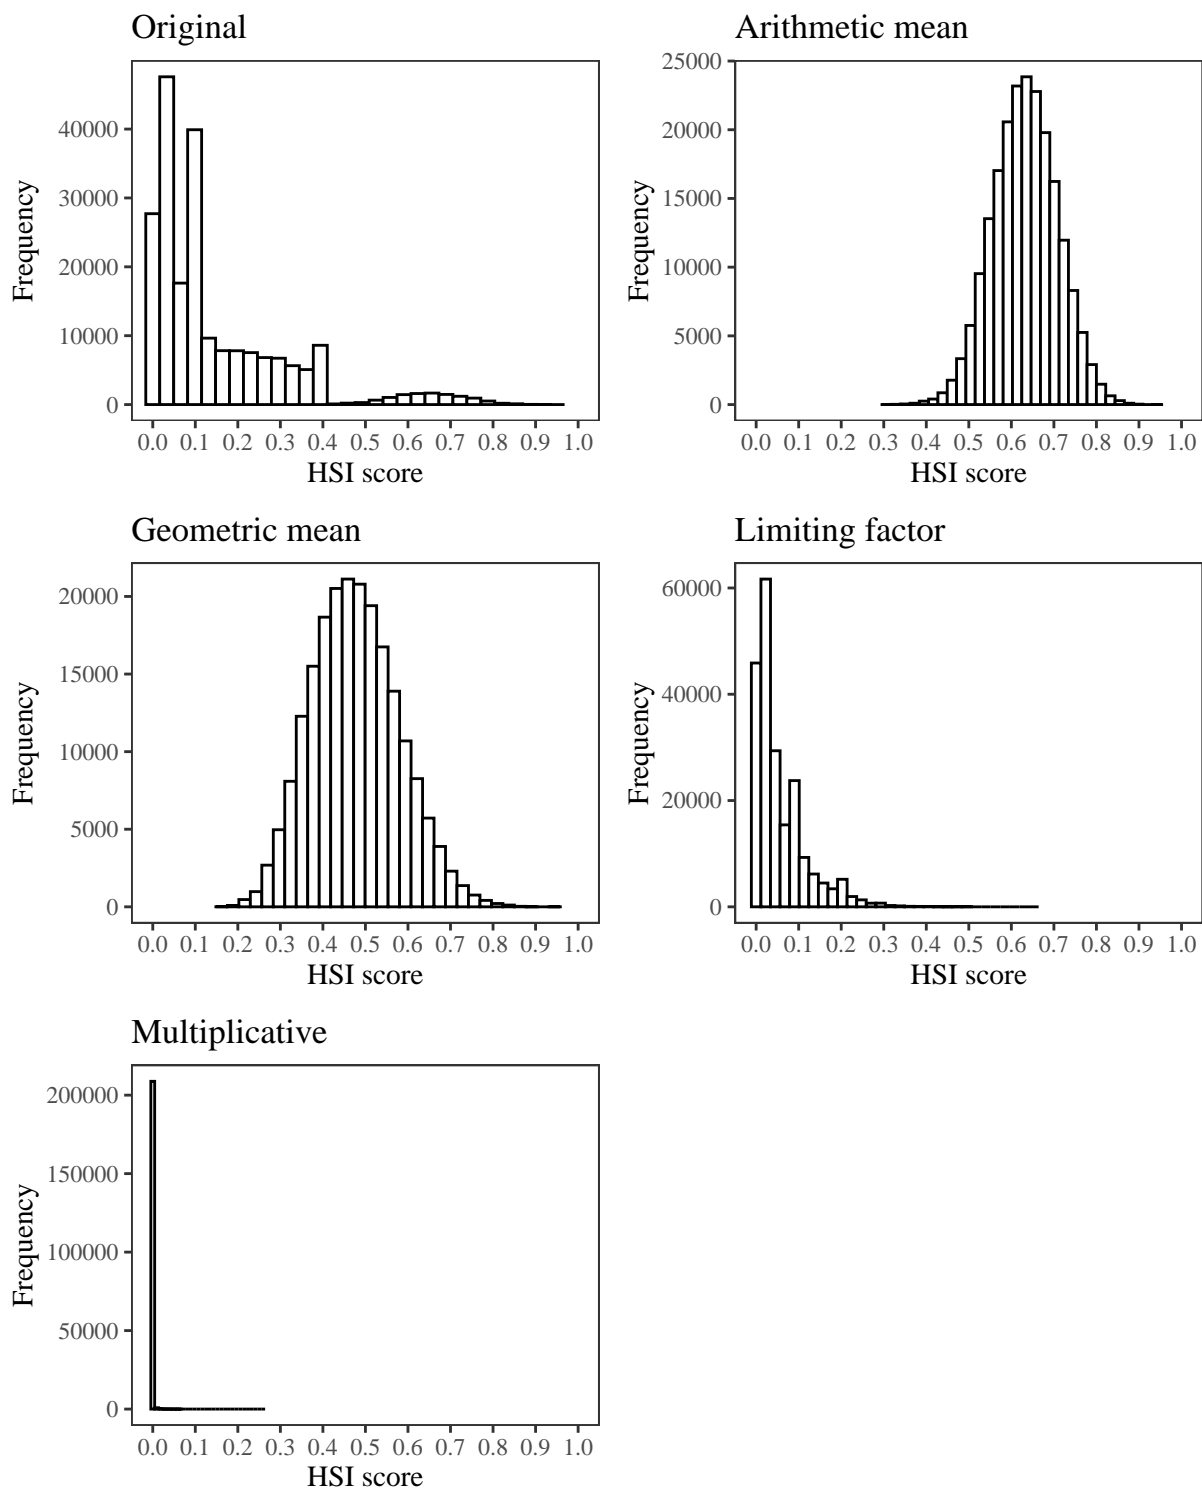 Original
Frequency
40000
30000
20000
10000
0
0.0 0.1 0.2 0.3 0.4 0.5 0.6 0.7 0.8 0.9 1.0
HSI score
Arithmetic mean
Frequency
25000
20000
15000
10000
5000
0
0.0 0.1 0.2 0.3 0.4 0.5 0.6 0.7 0.8 0.9 1.0
HSI score
Geometric mean
Frequency
20000
15000
10000
5000
0
0.0 0.1 0.2 0.3 0.4 0.5 0.6 0.7 0.8 0.9 1.0
HSI score
Limiting factor
Frequency
60000
40000
20000
0
0.0 0.1 0.2 0.3 0.4 0.5 0.6 0.7 0.8 0.9 1.0
HSI score
Multiplicative
Frequency
200000
150000
100000
50000
0
0.0 0.1 0.2 0.3 0.4 0.5 0.6 0.7 0.8 0.9 1.0
HSI score